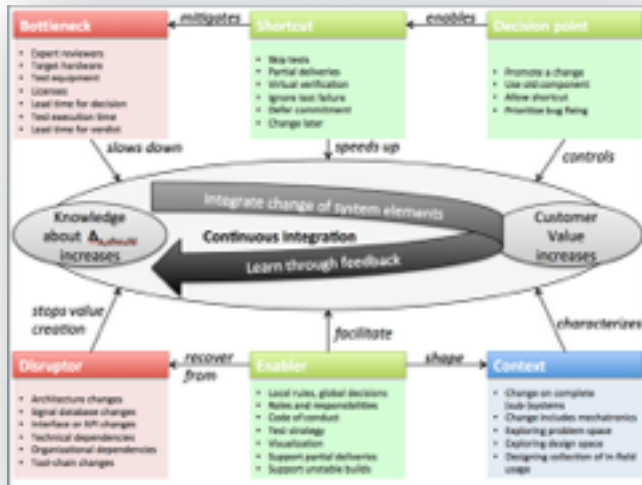 Bottleneck
mitigates
Shortcut
enables
Decision point
• Expert reviewers
• Target hardware
• Test equipment
• Licenses
• Lead time for decision
• Test execution time
• Lead time for verdict
• Skip tests
• Partial deliveries
• Virtual verification
• Ignore test failure
• Defer commitment
• Change later
• Promote a change
• Use old component
• Allow shortcut
• Prioritise bug fixing
slows down
speeds up
controls
Integrate change of system elements
Knowledge
about Δ
increases
Continuous Integration
Customer
Value
increases
Learn through feedback
stops value
creation
facilitate
characterizes
Disruptor
recover
from
Enabler
shape
Context
• Architecture changes
• Signal database changes
• Interface or API changes
• Technical dependencies
• Organizational dependencies
• Tool-chain changes
• Local rules, global decisions
• Roles and responsibilities
• Code of conduct
• Test strategy
• Visualization
• Support partial deliveries
• Support unstable builds
• Change on complete
(sub-)systems
• Change includes mechatronics
• Exploring problem space
• Exploring design space
• Designing collection of in-field
usage